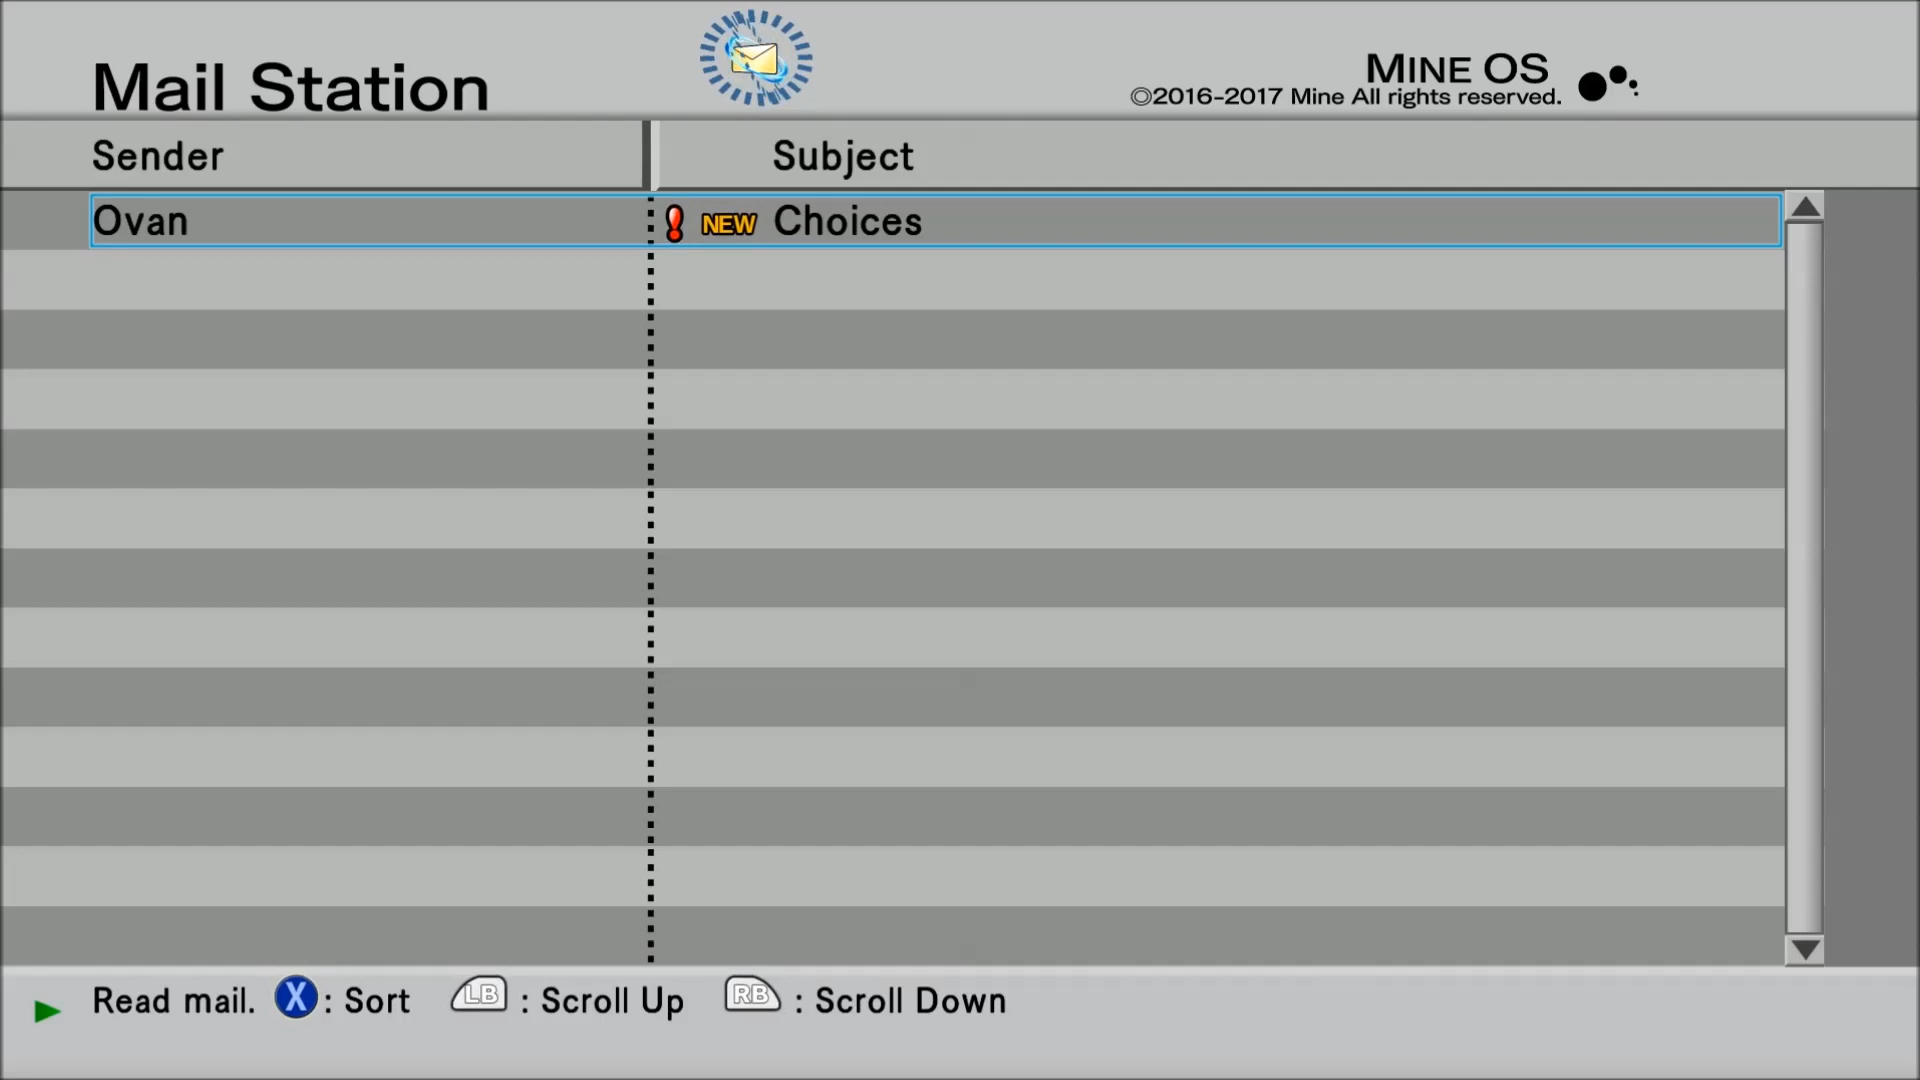 Mail Station
MINE OS
©2016-2017 Mine All rights reserved.
Sender
Subject
Ovan
NEW Choices
Read mail. X : Sort LB : Scroll Up RB : Scroll Down